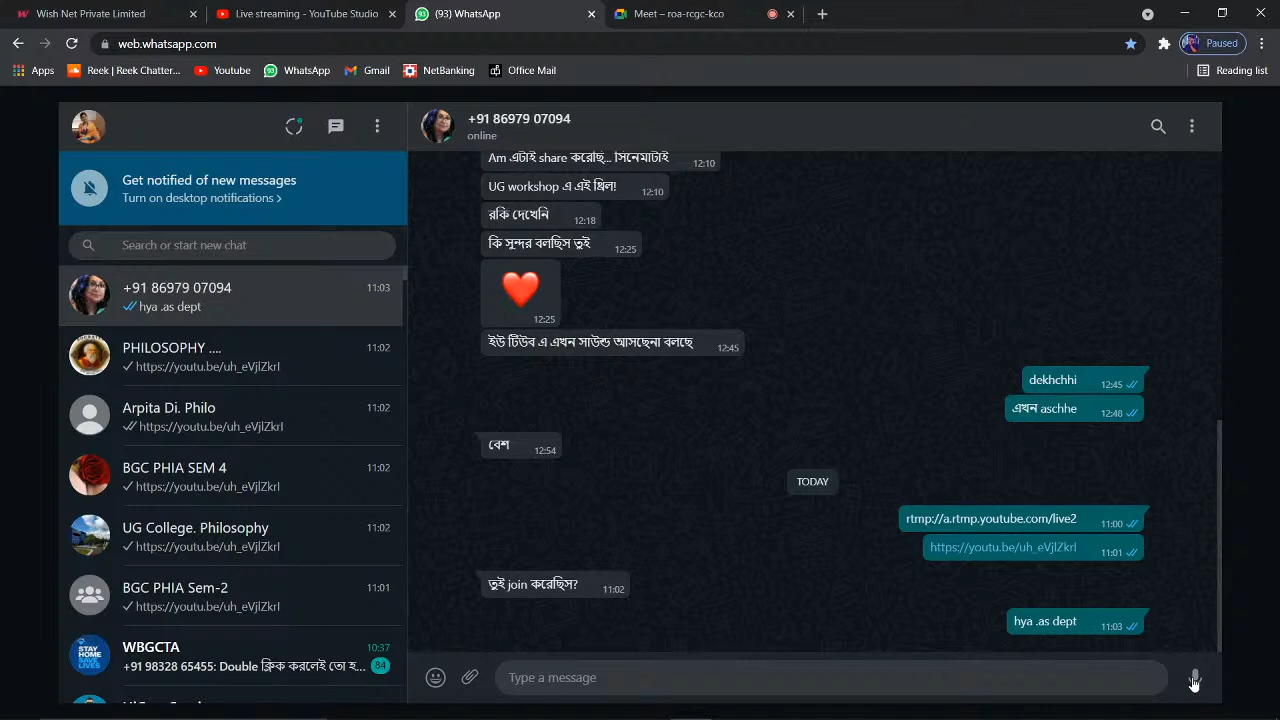 Wish Net Private Limited
Live streaming - YouTube Studio
(93) WhatsApp
Meet – roa-rcgc-kco
web.whatsapp.com
Paused
Apps
Reek | Reek Chatter...
Youtube
93
WhatsApp
Gmail
NetBanking
Office Mail
Reading list
Get notified of new messages
Turn on desktop notifications >
Search or start new chat
+91 86979 07094
11:03
hya .as dept
PHILOSOPHY ....
11:02
https://youtu.be/uh_eVjlZkrI
Arpita Di. Philo
11:02
https://youtu.be/uh_eVjlZkrI
BGC PHIA SEM 4
11:02
https://youtu.be/uh_eVjlZkrI
UG College. Philosophy
11:02
https://youtu.be/uh_eVjlZkrI
BGC PHIA Sem-2
11:01
https://youtu.be/uh_eVjlZkrI
STAY HOME SAVE LIVES
WBGCTA
10:37
+91 98328 65455: Double ক্লিক করলেই তো হ...
84
+91 86979 07094
online
Am এটাই share করেছি... সিনেমাটাই 12:10
UG workshop এ এই থ্রিল! 12:10
রকি দেখেনি 12:18
কি সুন্দর বলছিস তুই 12:25
12:25
ইউ টিউব এ এখন সাউন্ড আসছেনা বলছে 12:45
dekhchhi 12:45
এখন aschhe 12:48
বেশ 12:54
TODAY
rtmp://a.rtmp.youtube.com/live2 11:00
https://youtu.be/uh_eVjlZkrI 11:01
তুই join করেছিস? 11:02
hya .as dept 11:03
Type a message